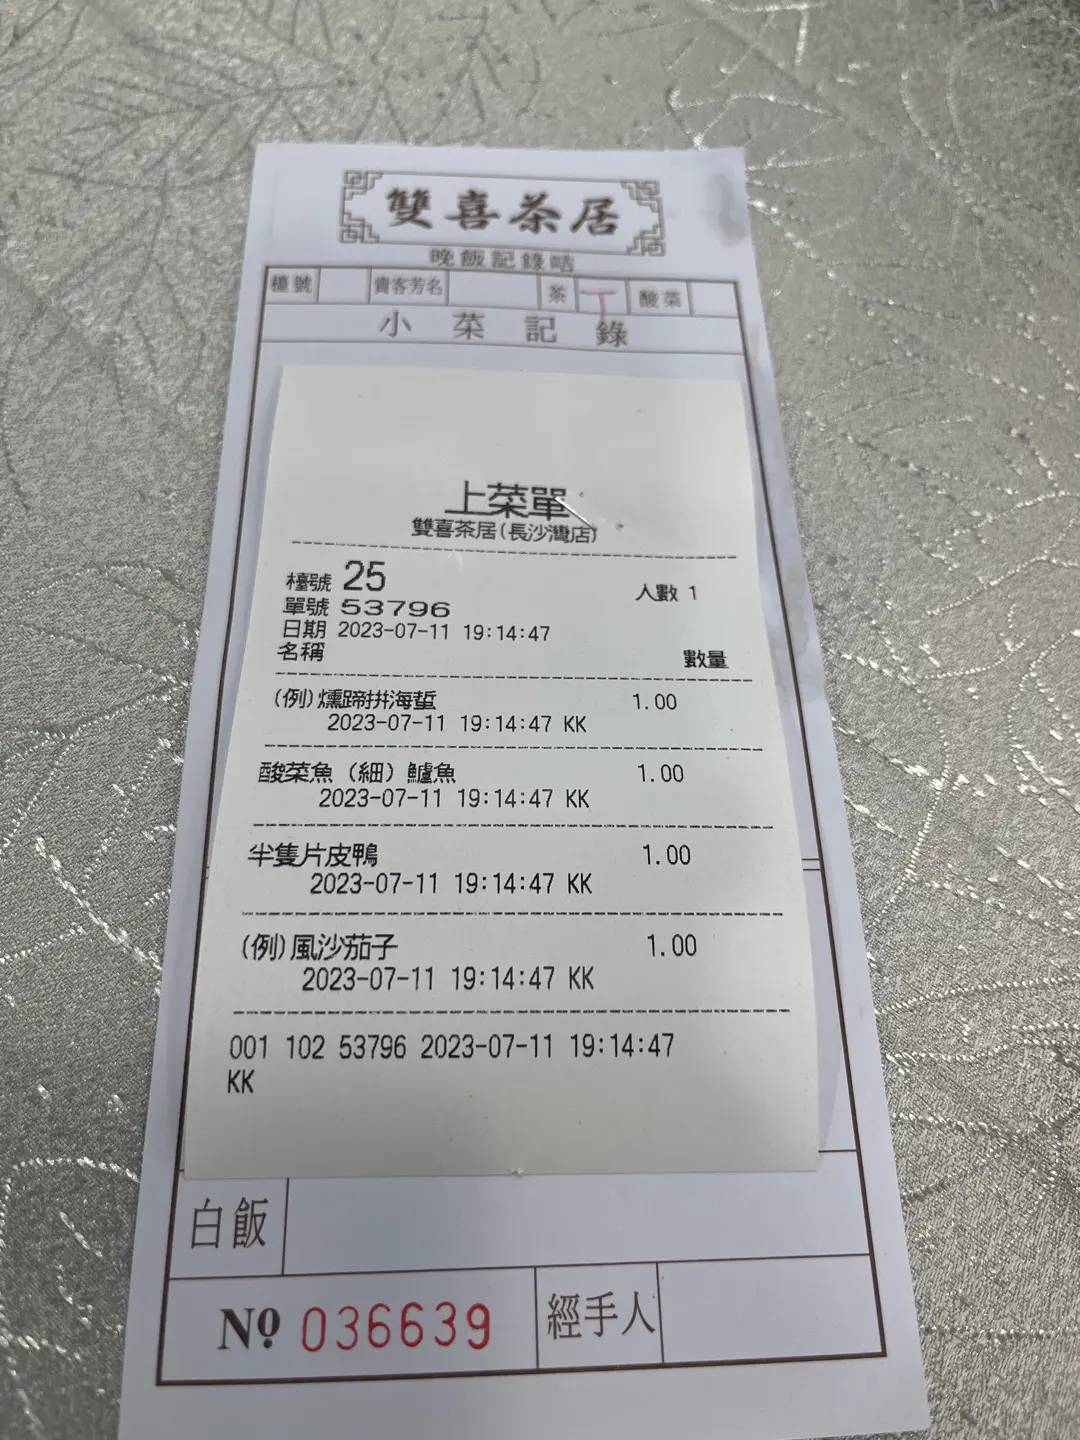 雙喜茶居
晚飯記錄咭
檯號 貴客芳名 茶 T 酸菜
小菜記錄
上菜單
雙喜茶居(長沙灣店)
檯號 25 人數 1
單號 53796
日期 2023-07-11 19:14:47
名稱 數量
(例)燻蹄拼海蜇 1.00
2023-07-11 19:14:47 KK
酸菜魚（細）鱸魚 1.00
2023-07-11 19:14:47 KK
半隻片皮鴨 1.00
2023-07-11 19:14:47 KK
(例)風沙茄子 1.00
2023-07-11 19:14:47 KK
001 102 53796 2023-07-11 19:14:47
KK
白飯
Nº 036639 經手人